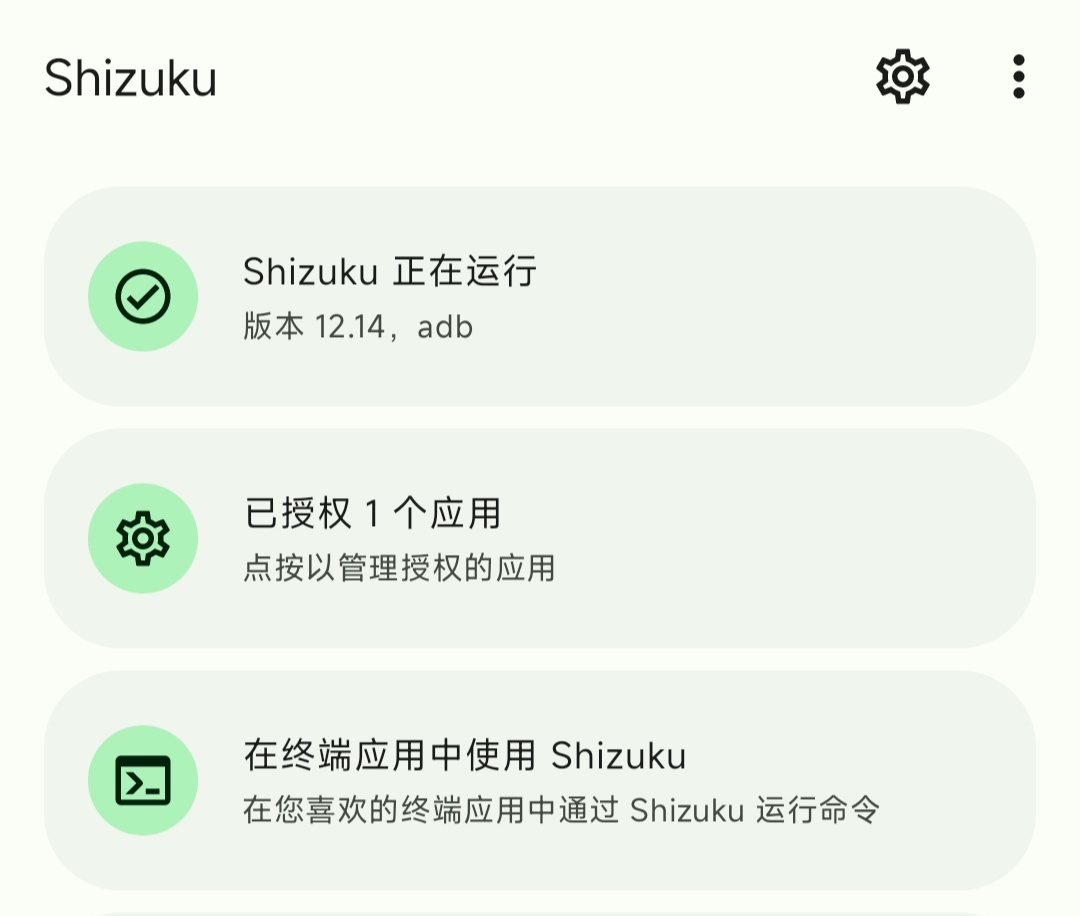 Shizuku
Shizuku 正在运行
版本 12.14，adb
已授权 1 个应用
点按以管理授权的应用
在终端应用中使用 Shizuku
在您喜欢的终端应用中通过 Shizuku 运行命令